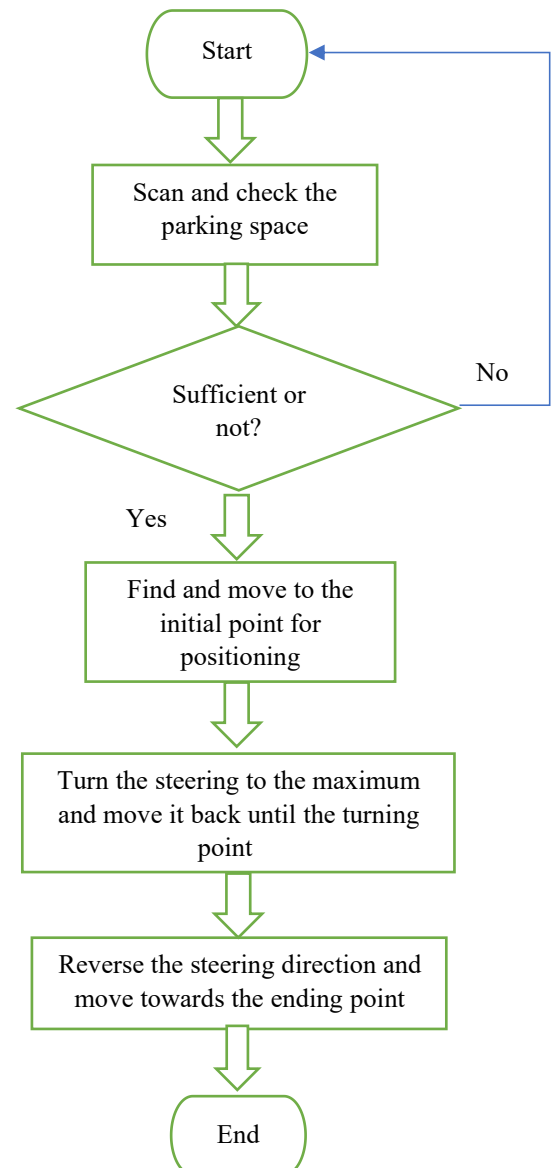 Start
Scan and check the
parking space
Sufficient or
not?
No
Yes
Find and move to the
initial point for
positioning
Turn the steering to the maximum
and move it back until the turning
point
Reverse the steering direction and
move towards the ending point
End